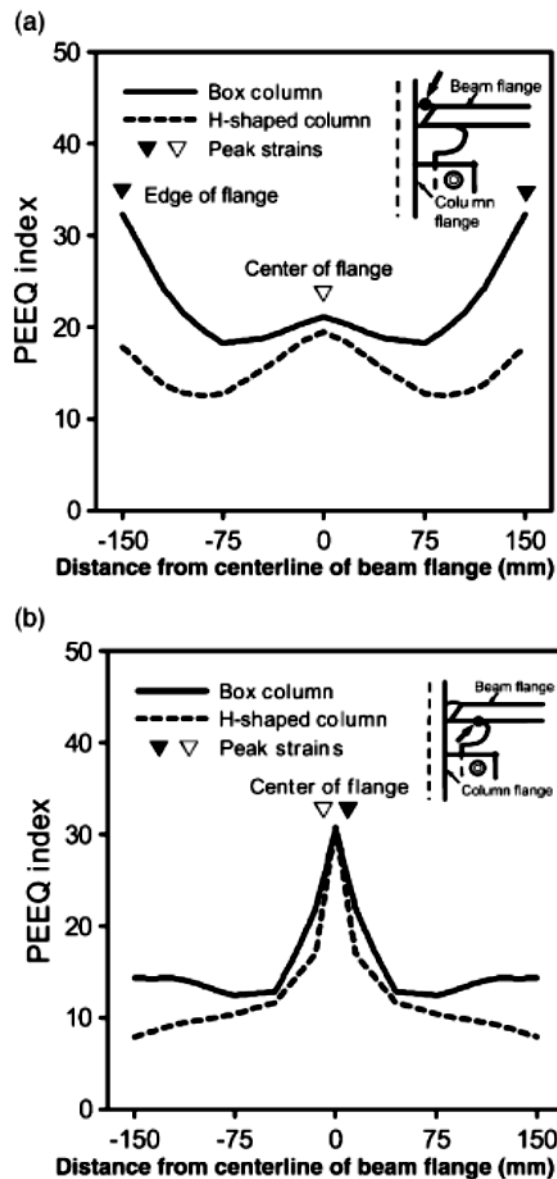 (a)
50
40
30
20
10
0
PEEQ index
Box column
H-shaped column
Peak strains
Beam flange
Column
flange
Edge of flange
Center of flange
-150 -75 0 75 150
Distance from centerline of beam flange (mm)
(b)
50
40
30
20
10
0
PEEQ index
Box column
H-shaped column
Peak strains
Center of flange
Beam flange
Column flange
-150 -75 0 75 150
Distance from centerline of beam flange (mm)